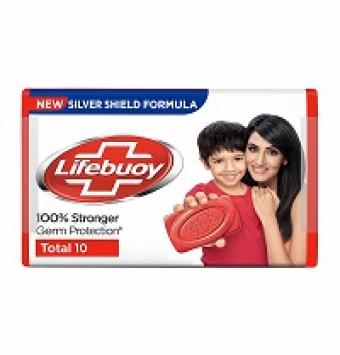 NEW SILVER SHIELD FORMULA
Lifebuoy
100% Stronger
Germ Protection*
Total 10